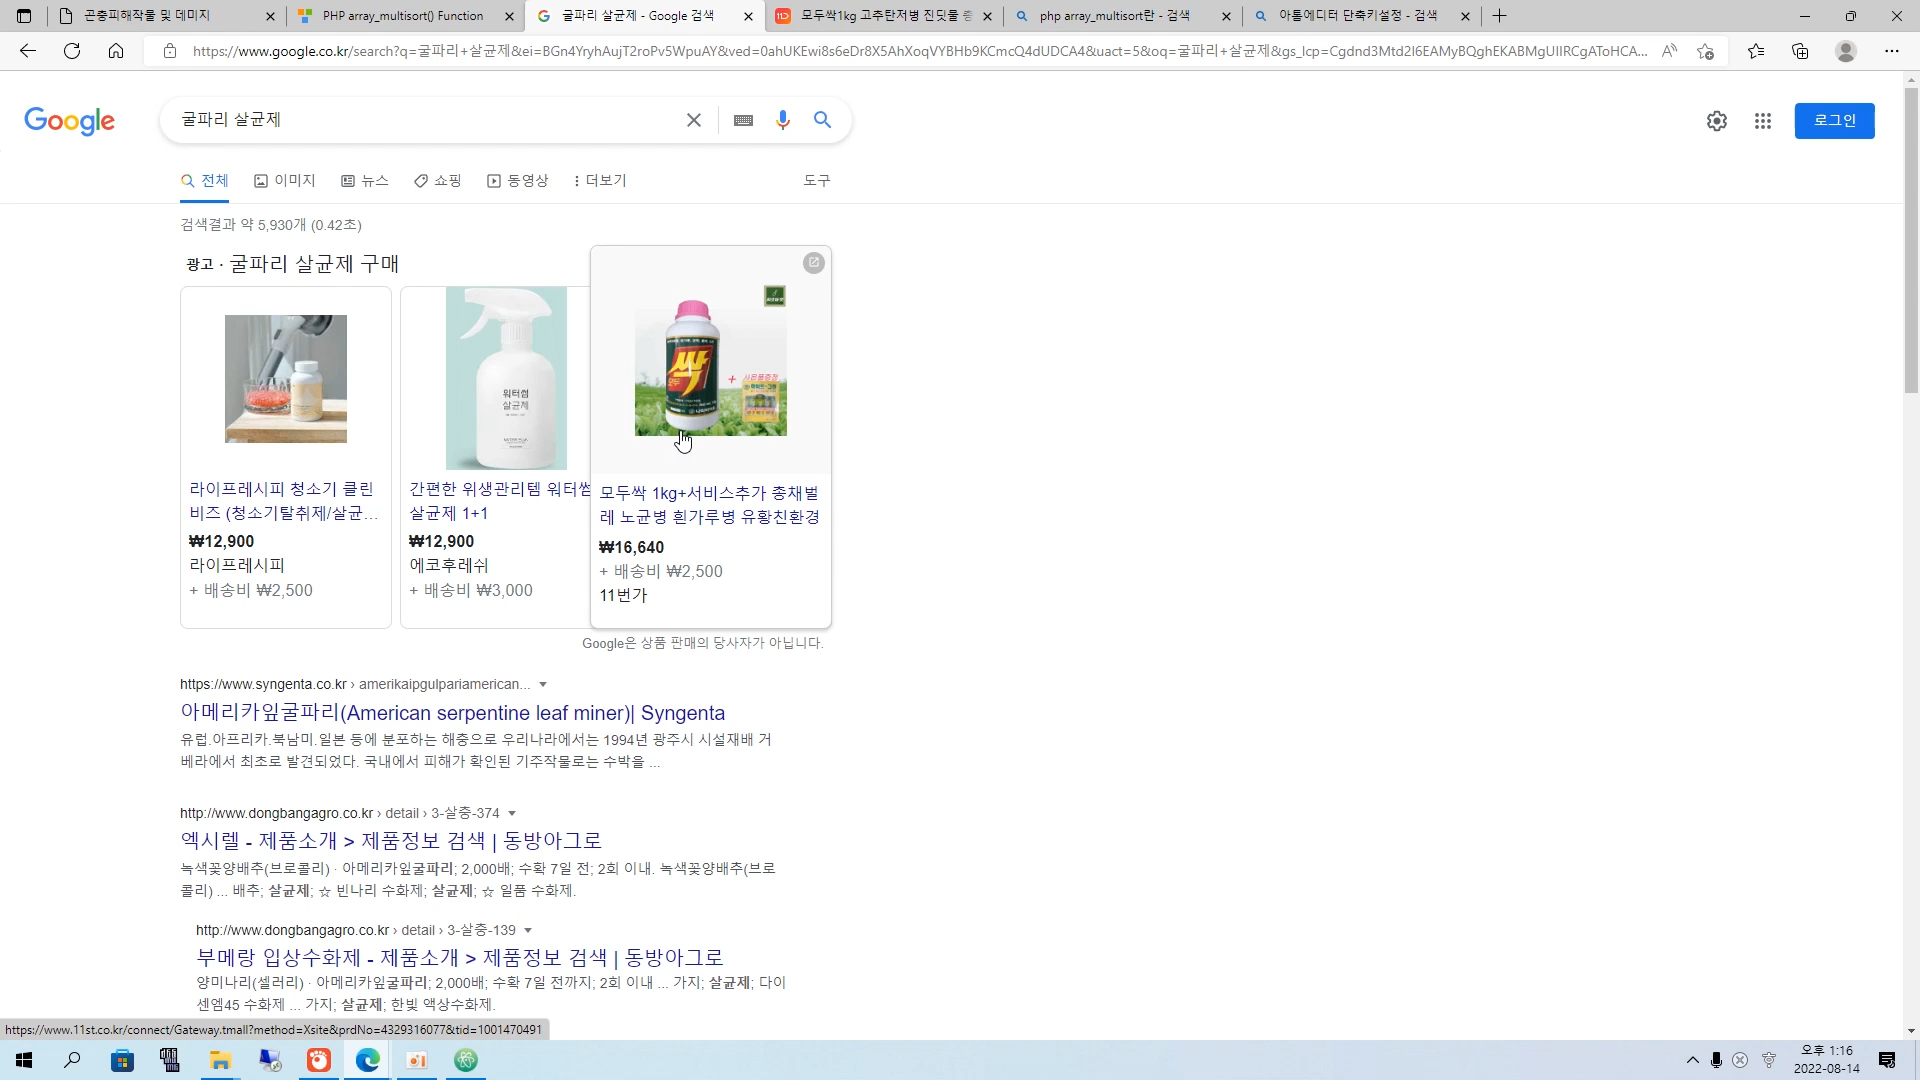 곤충피해작물 및 데미지
PHP array_multisort() Function
굴파리 살균제 - Google 검색
모두싹1kg 고추탄저병 진딧물 총
php array_multisort란 - 검색
아톰에디터 단축키설정 - 검색
https://www.google.co.kr/search?q=굴파리+살균제&ei=BGn4YryhAujT2roPv5WpuAY&ved=0ahUKEwi8s6eDr8X5AhXoqVYBHb9KCmcQ4dUDCA4&uact=5&oq=굴파리+살균제&gs_lcp=Cgdnd3Mtd2l6EAMyBQghEKABMgUIIRCgAToHCA...
Google
굴파리 살균제
로그인
전체
이미지
뉴스
쇼핑
동영상
더보기
도구
검색결과 약 5,930개 (0.42초)
광고 · 굴파리 살균제 구매
워터썸
살균제
모두
싹
+
라이프레시피 청소기 클린
비즈 (청소기탈취제/살균...
₩12,900
라이프레시피
+ 배송비 ₩2,500
간편한 위생관리템 워터썸
살균제 1+1
₩12,900
에코후레쉬
+ 배송비 ₩3,000
모두싹 1kg+서비스추가 총채벌
레 노균병 흰가루병 유황친환경
₩16,640
+ 배송비 ₩2,500
11번가
Google은 상품 판매의 당사자가 아닙니다.
https://www.syngenta.co.kr › amerikaipgulpariamerican...
아메리카잎굴파리(American serpentine leaf miner)| Syngenta
유럽.아프리카.북남미.일본 등에 분포하는 해충으로 우리나라에서는 1994년 광주시 시설재배 거
베라에서 최초로 발견되었다. 국내에서 피해가 확인된 기주작물로는 수박을 ...
http://www.dongbangagro.co.kr › detail › 3-살충-374
엑시렐 - 제품소개 > 제품정보 검색 | 동방아그로
녹색꽃양배추(브로콜리) · 아메리카잎굴파리; 2,000배; 수확 7일 전; 2회 이내. 녹색꽃양배추(브로
콜리) ... 배추; 살균제; ☆ 빈나리 수화제; 살균제; ☆ 일품 수화제.
http://www.dongbangagro.co.kr › detail › 3-살충-139
부메랑 입상수화제 - 제품소개 > 제품정보 검색 | 동방아그로
양미나리(셀러리) · 아메리카잎굴파리; 2,000배; 수확 7일 전까지; 2회 이내 ... 가지; 살균제; 다이
센엠45 수화제 ... 가지; 살균제; 한빛 액상수화제.
https://www.11st.co.kr/connect/Gateway.tmall?method=Xsite&prdNo=4329316077&tid=1001470491
오후 1:16
2022-08-14